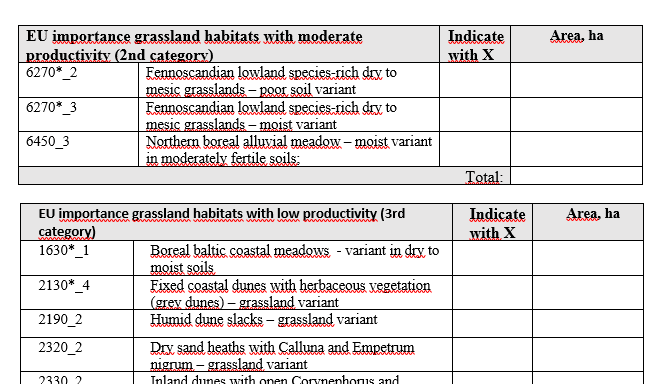 EU importance grassland habitats with moderate productivity (2nd category) Indicate with X Area, ha
6270*_2 Fennoscandian lowland species-rich dry to
mesic grasslands – poor soil variant
6270*_3 Fennoscandian lowland species-rich dry to
mesic grasslands – moist variant
6450_3 Northern boreal alluvial meadow – moist variant
in moderately fertile soils:
Total:
EU importance grassland habitats with low productivity (3rd category) Indicate with X Area, ha
1630*_1 Boreal baltic coastal meadows - variant in dry to
moist soils
2130*_4 Fixed coastal dunes with herbaceous vegetation
(grey dunes) – grassland variant
2190_2 Humid dune slacks – grassland variant
2320_2 Dry sand heaths with Calluna and Empetrum
nigrum – grassland variant
2330_2 Inland dunes with open Corynephorus and